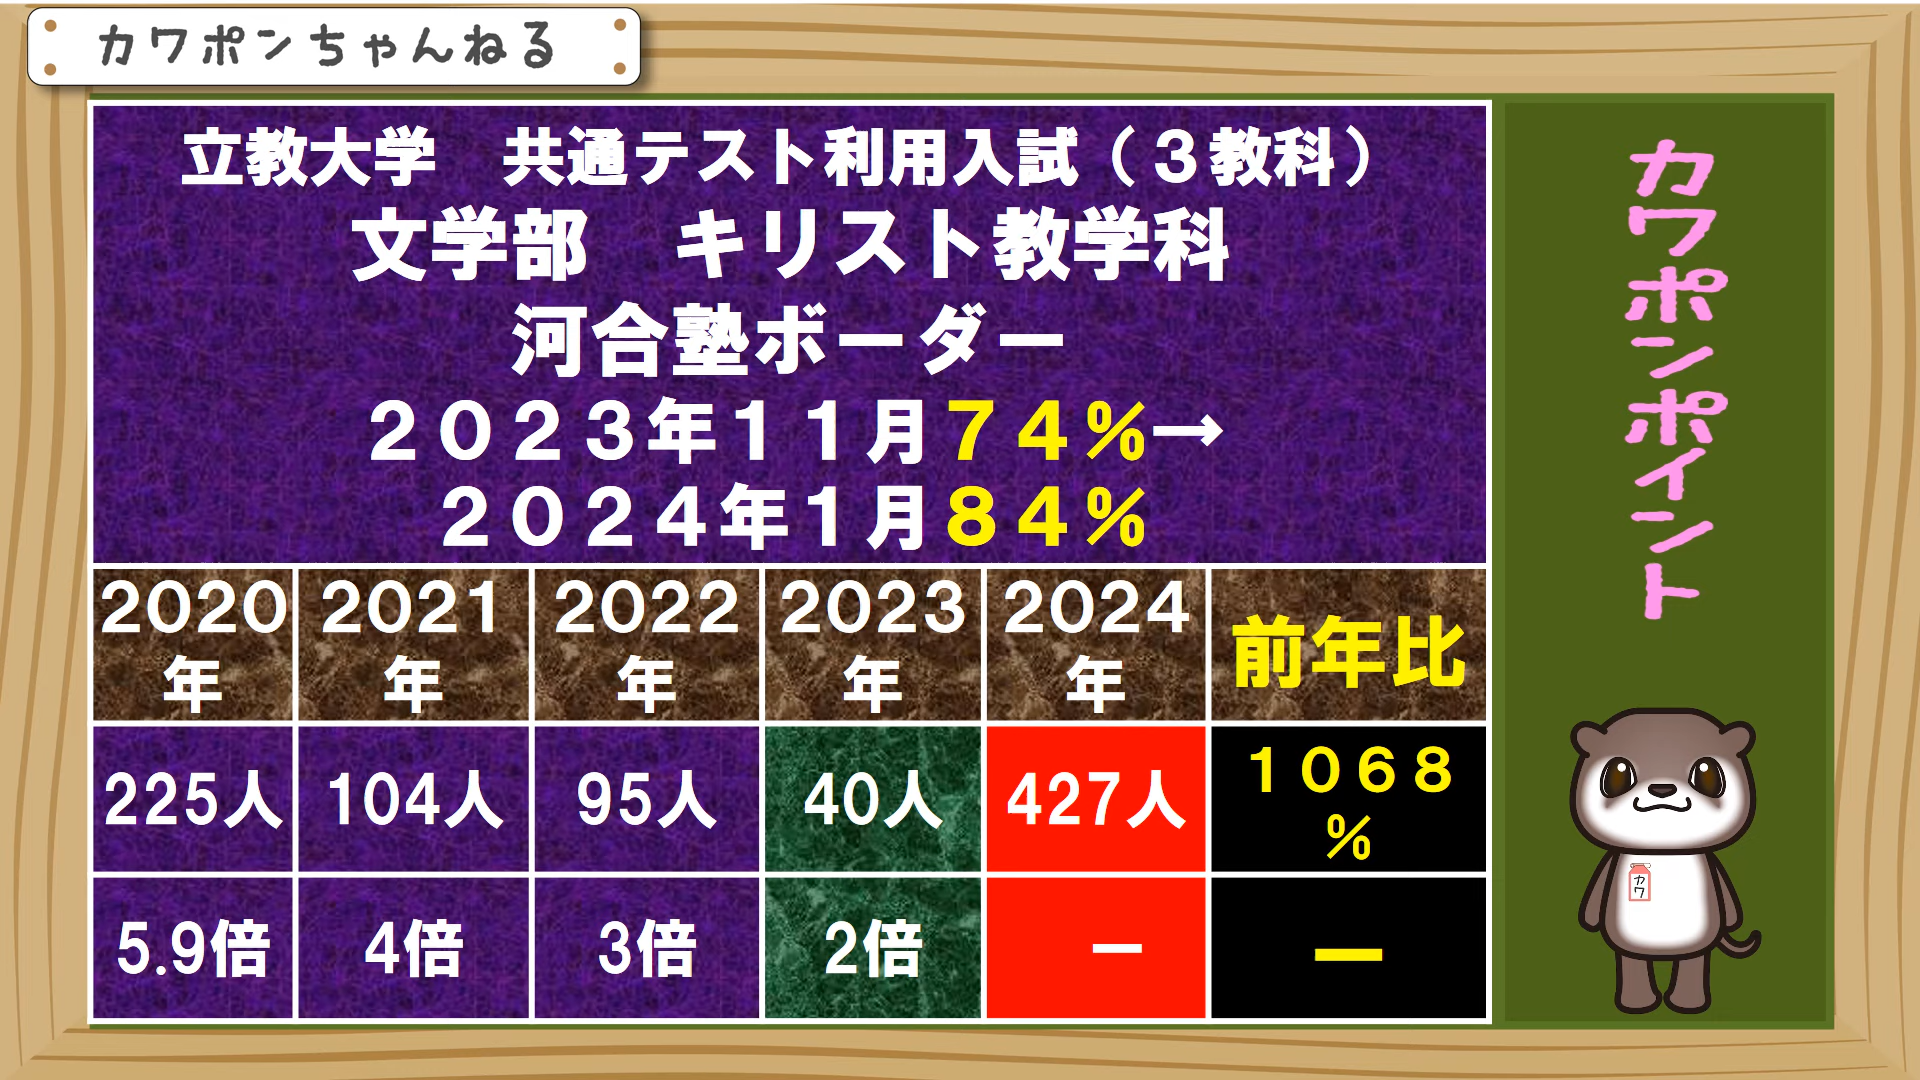 カワポンちゃんねる
立教大学　共通テスト利用入試（３教科）
文学部　キリスト教学科
河合塾ボーダー
２０２３年１１月７４％→
２０２４年１月８４％
2020年 2021年 2022年 2023年 2024年 前年比
225人 104人 95人 40人 427人 １０６８％
5.9倍 4倍 3倍 2倍 － －
カワポンポイント
カワ